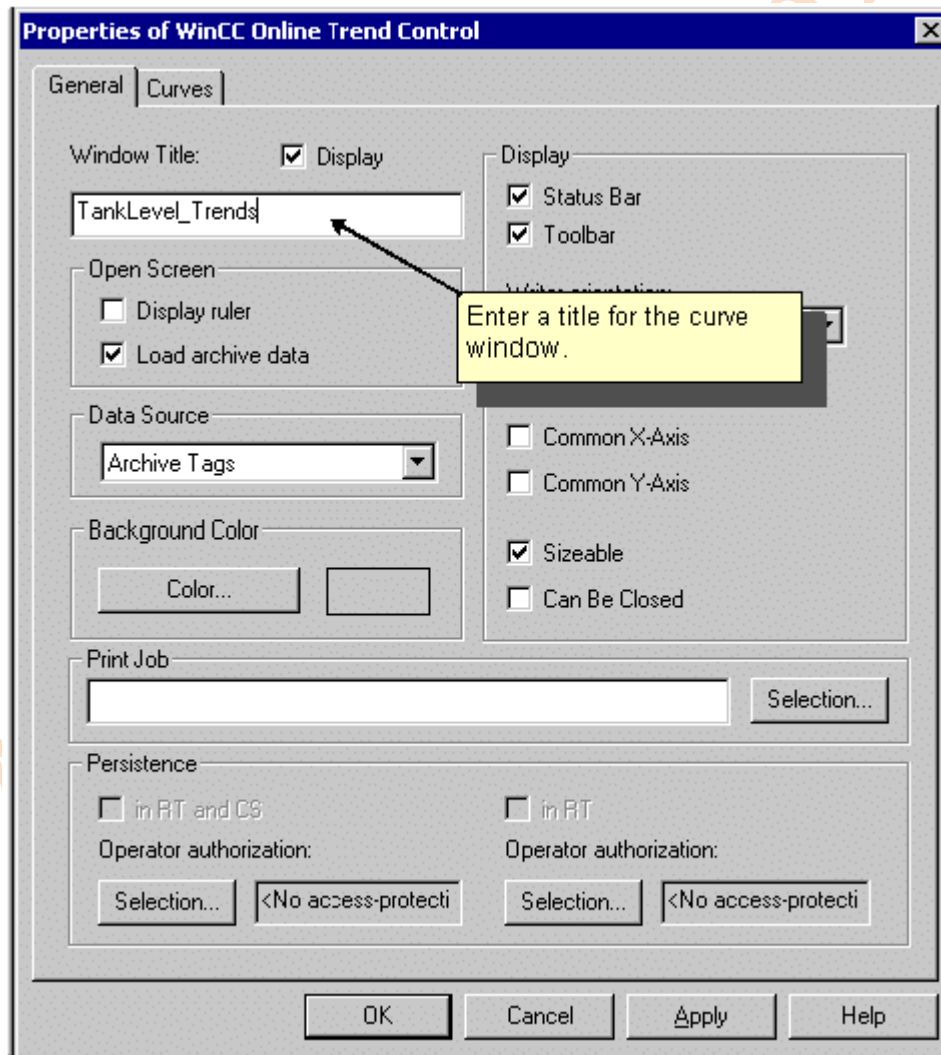 Properties of WinCC Online Trend Control
General
Curves
Window Title:
Display
TankLevel_Trends
Open Screen
Display ruler
Load archive data
Data Source
Archive Tags
Background Color
Color...
Display
Status Bar
Toolbar
Enter a title for the curve
window.
Common X-Axis
Common Y-Axis
Sizeable
Can Be Closed
Print Job
Selection...
Persistence
in RT and CS
in RT
Operator authorization:
Operator authorization:
Selection...
<No access-protecti
Selection...
<No access-protecti
OK
Cancel
Apply
Help